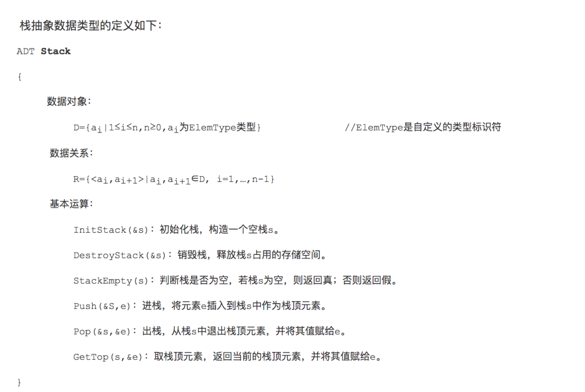 栈抽象数据类型的定义如下：
ADT Stack
{
数据对象：
D={ai|1≤i≤n,n≥0,ai为ElemType类型} //ElemType是自定义的类型标识符
数据关系：
R={<ai,ai+1>|ai,ai+1∈D, i=1,…,n-1}
基本运算：
InitStack(&s)：初始化栈，构造一个空栈s。
DestroyStack(&s)：销毁栈，释放栈s占用的存储空间。
StackEmpty(s)：判断栈是否为空，若栈s为空，则返回真；否则返回假。
Push(&S,e)：进栈，将元素e插入到栈s中作为栈顶元素。
Pop(&s,&e)：出栈，从栈s中退出栈顶元素，并将其值赋给e。
GetTop(s,&e)：取栈顶元素，返回当前的栈顶元素，并将其值赋给e。
}